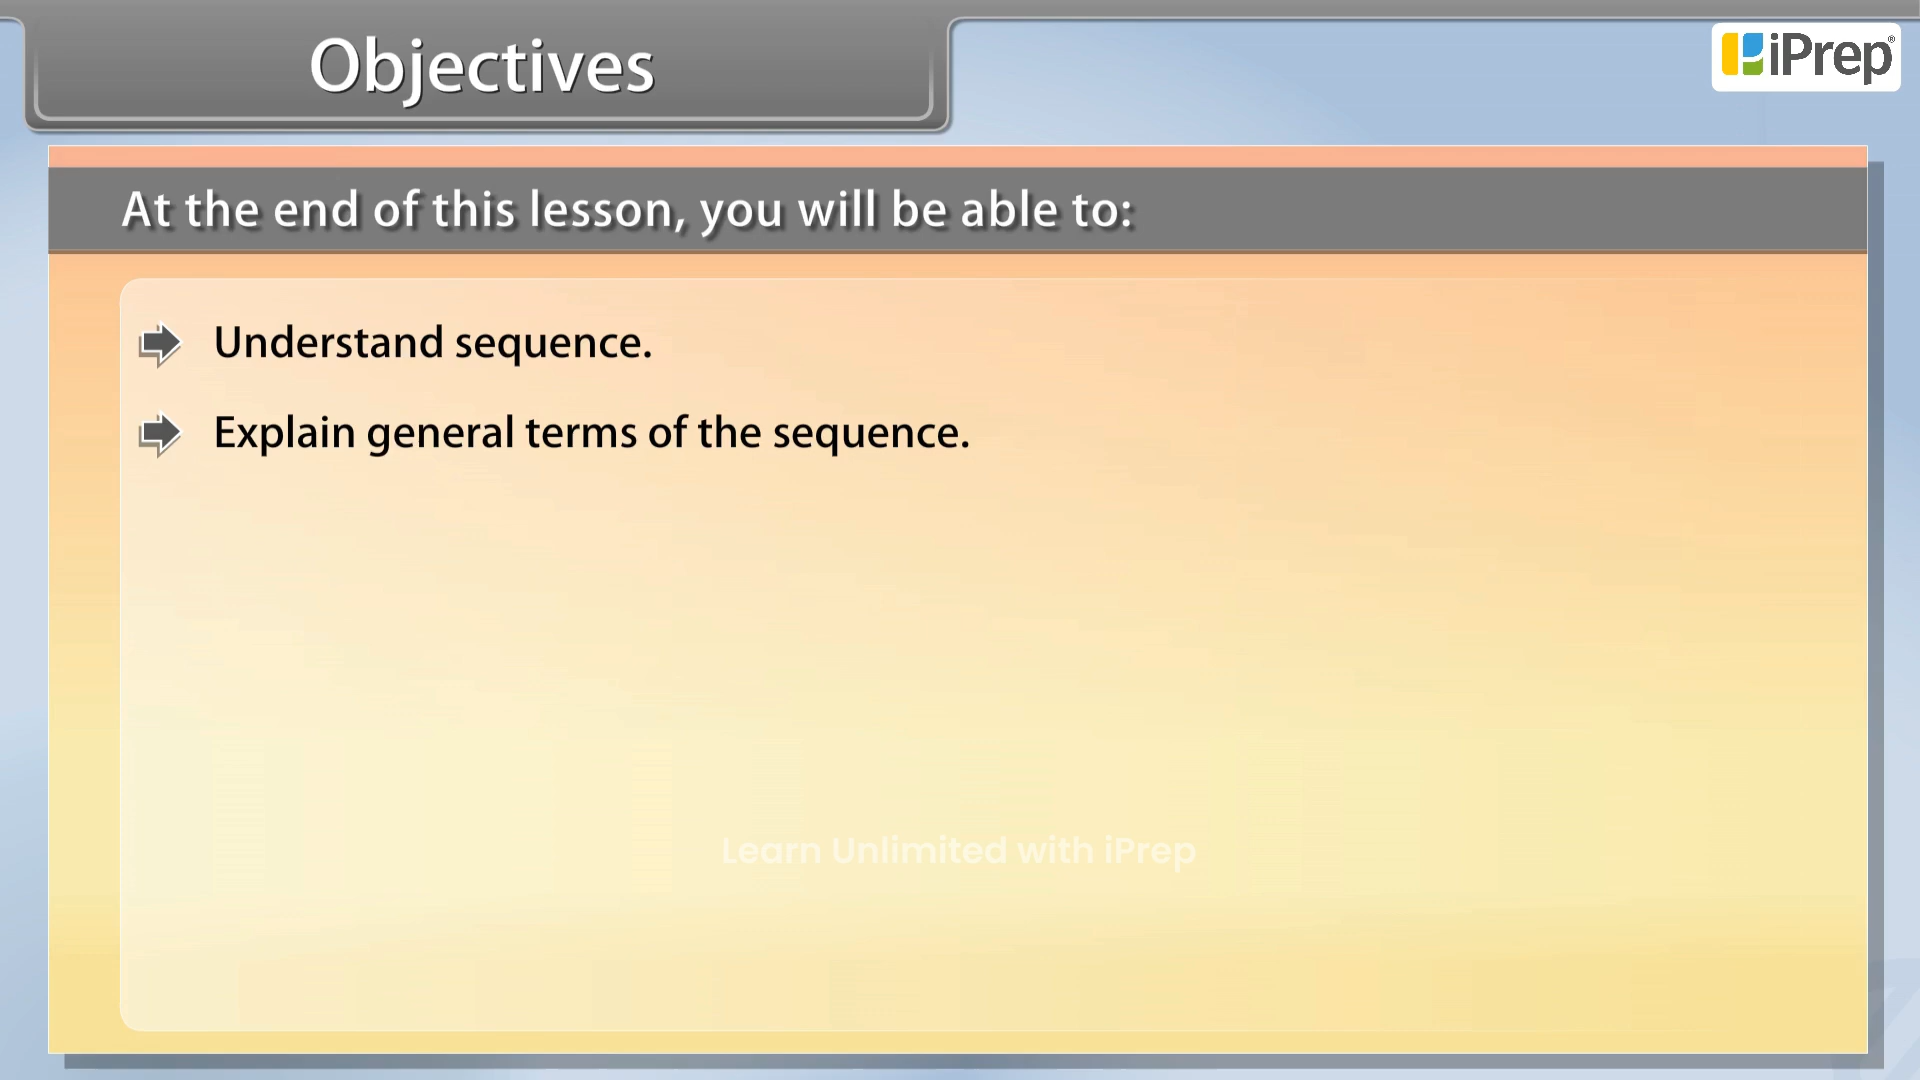 Objectives
iPrep®
At the end of this lesson, you will be able to:
Understand sequence.
Explain general terms of the sequence.
Learn Unlimited with iPrep